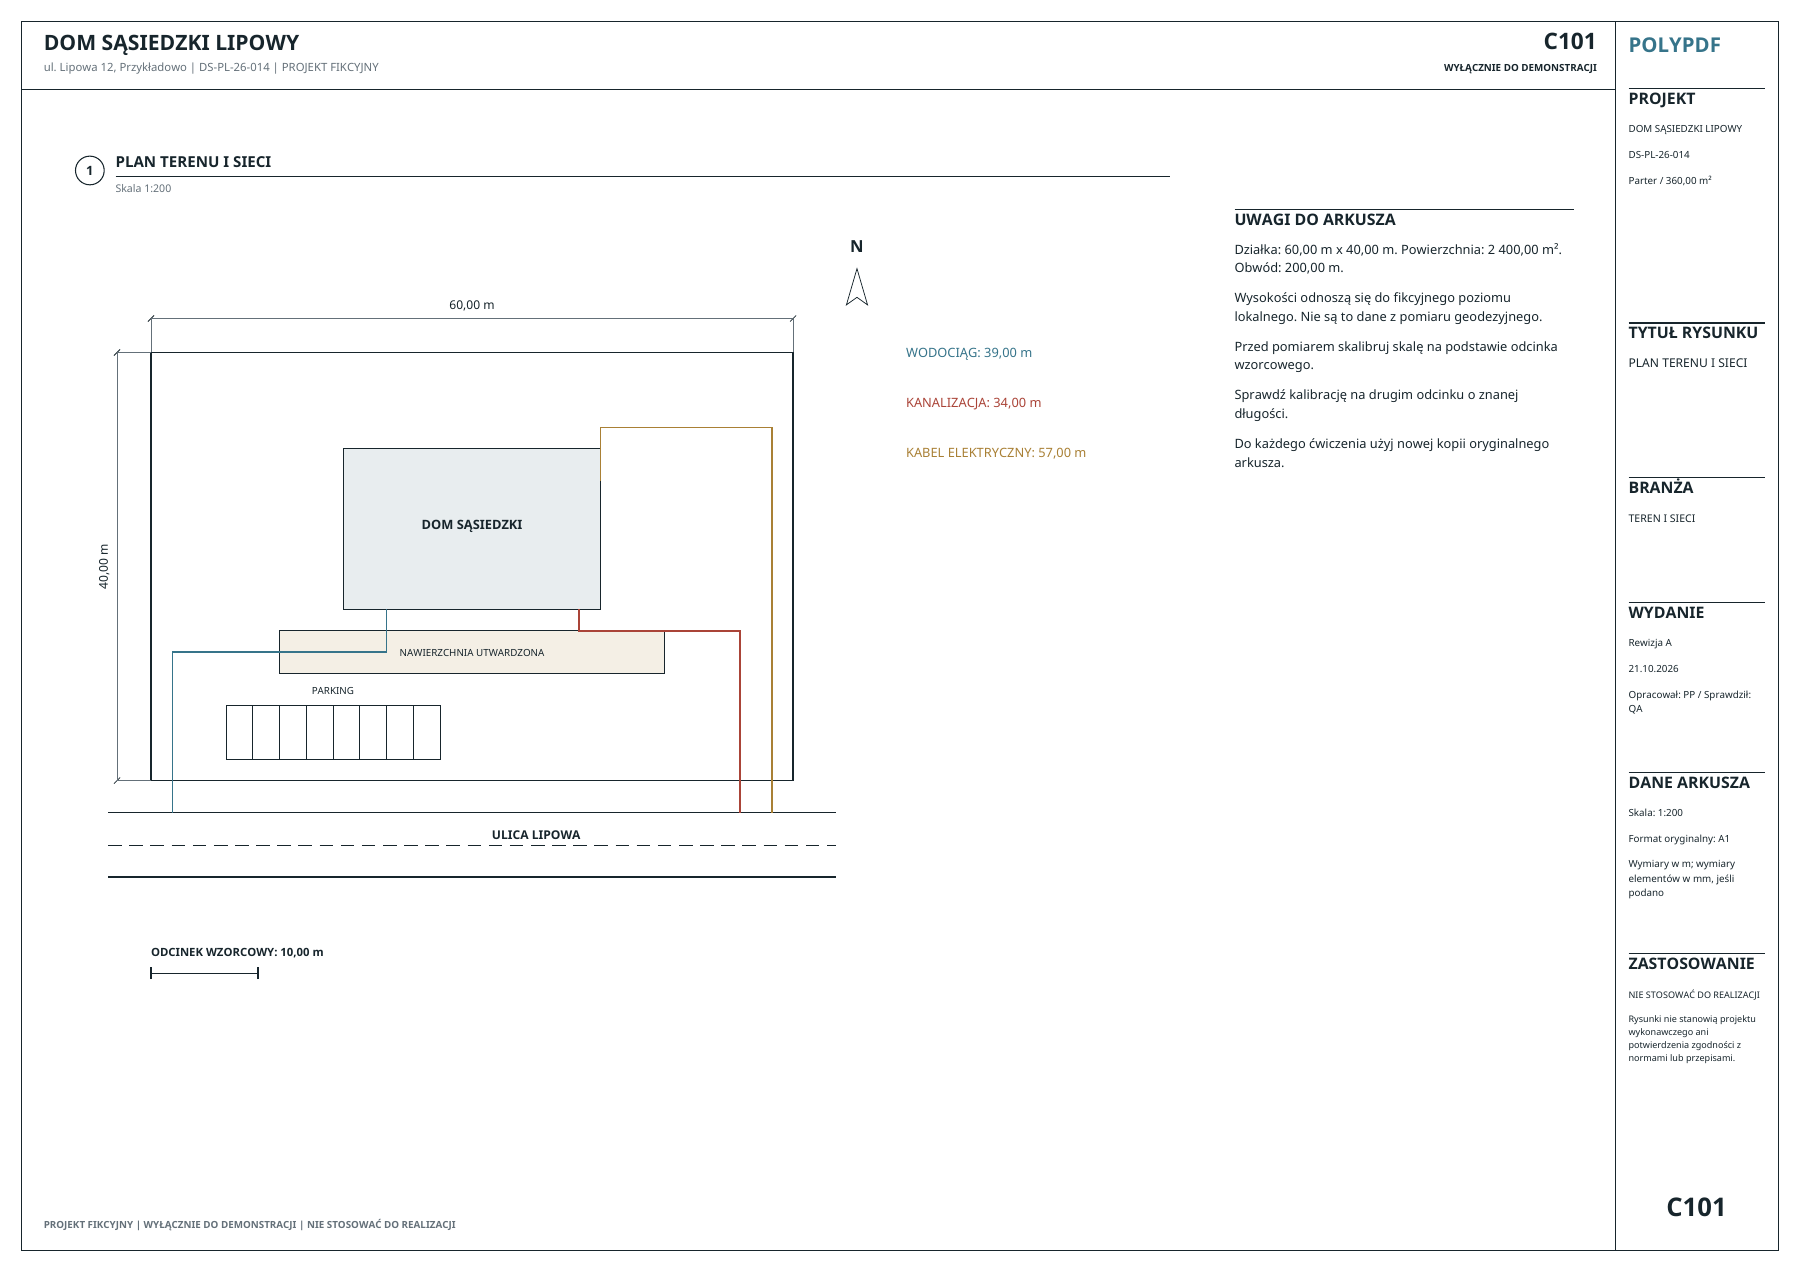 DOM SĄSIEDZKI LIPOWY
ul. Lipowa 12, Przykładowo | DS-PL-26-014 | PROJEKT FIKCYJNY
C101
WYŁĄCZNIE DO DEMONSTRACJI
1
PLAN TERENU I SIECI
Skala 1:200
N
60,00 m
40,00 m
WODOCIĄG: 39,00 m
KANALIZACJA: 34,00 m
KABEL ELEKTRYCZNY: 57,00 m
DOM SĄSIEDZKI
NAWIERZCHNIA UTWARDZONA
PARKING
ULICA LIPOWA
ODCINEK WZORCOWY: 10,00 m
UWAGI DO ARKUSZA
Działka: 60,00 m x 40,00 m. Powierzchnia: 2 400,00 m².
Obwód: 200,00 m.
Wysokości odnoszą się do fikcyjnego poziomu
lokalnego. Nie są to dane z pomiaru geodezyjnego.
Przed pomiarem skalibruj skalę na podstawie odcinka
wzorcowego.
Sprawdź kalibrację na drugim odcinku o znanej
długości.
Do każdego ćwiczenia użyj nowej kopii oryginalnego
arkusza.
POLYPDF
PROJEKT
DOM SĄSIEDZKI LIPOWY
DS-PL-26-014
Parter / 360,00 m²
TYTUŁ RYSUNKU
PLAN TERENU I SIECI
BRANŻA
TEREN I SIECI
WYDANIE
Rewizja A
21.10.2026
Opracował: PP / Sprawdził:
QA
DANE ARKUSZA
Skala: 1:200
Format oryginalny: A1
Wymiary w m; wymiary
elementów w mm, jeśli
podano
ZASTOSOWANIE
NIE STOSOWAĆ DO REALIZACJI
Rysunki nie stanowią projektu
wykonawczego ani
potwierdzenia zgodności z
normami lub przepisami.
C101
PROJEKT FIKCYJNY | WYŁĄCZNIE DO DEMONSTRACJI | NIE STOSOWAĆ DO REALIZACJI